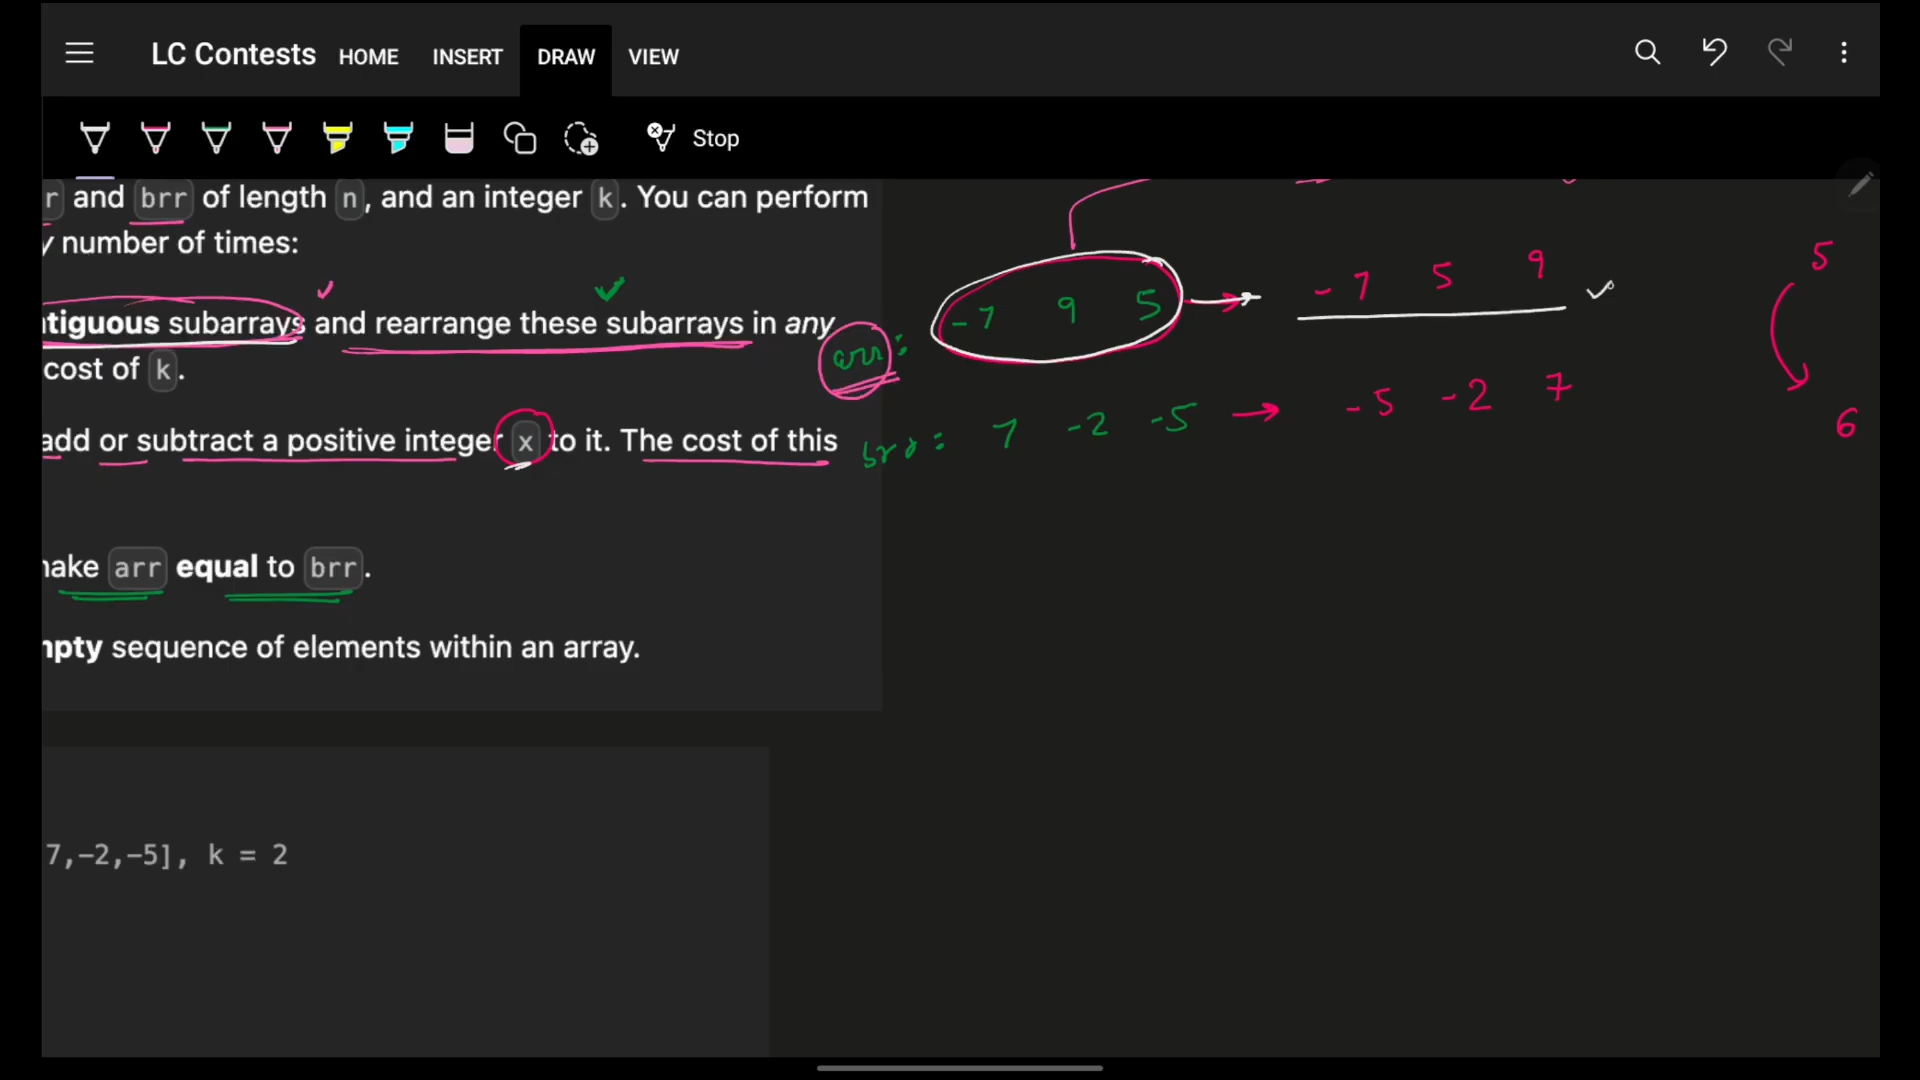 LC Contests HOME INSERT DRAW VIEW
Stop
r and brr of length n, and an integer k. You can perform
y number of times:
tiguous subarrays and rearrange these subarrays in any
cost of k.
add or subtract a positive integer x to it. The cost of this
ake arr equal to brr.
mpty sequence of elements within an array.
7,-2,-5], k = 2
arr: -7 9 5 → -7 5 9
brr: 7 -2 -5 → -5 -2 7
5
6